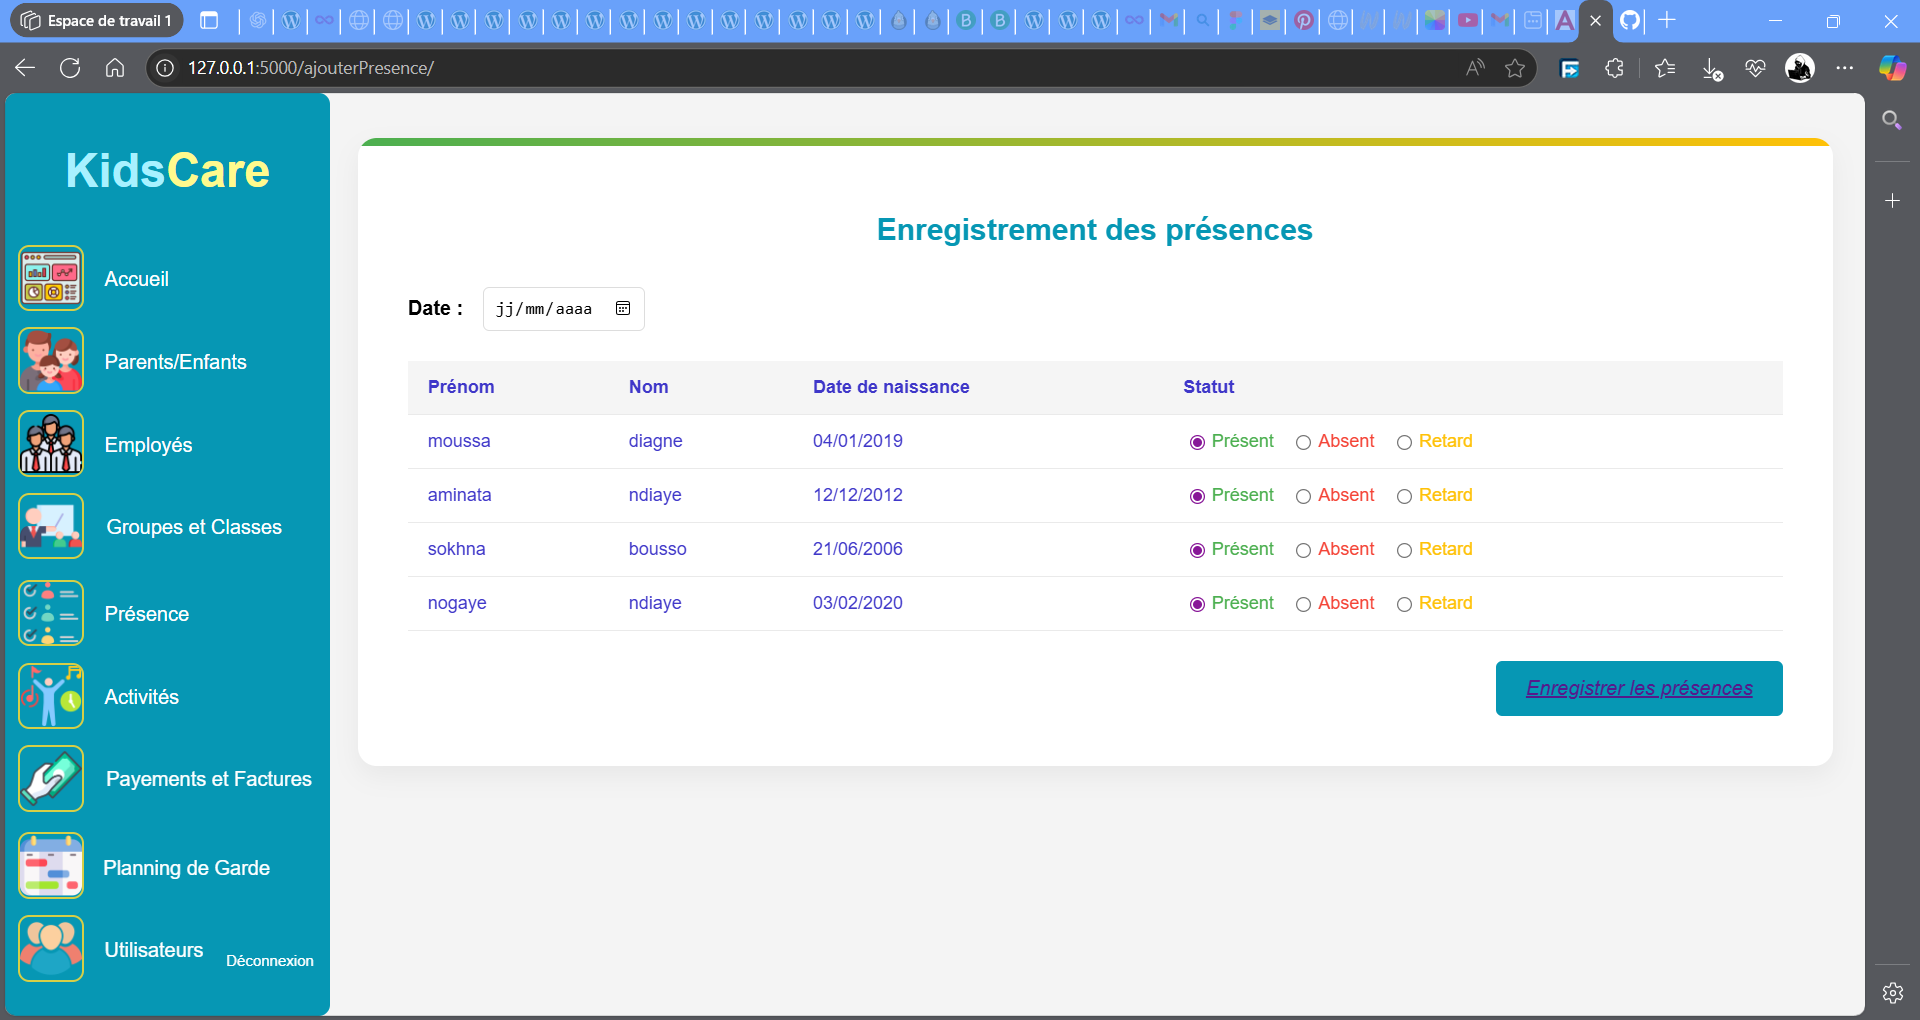 Espace de travail 1
127.0.0.1:5000/ajouterPresence/
KidsCare
Accueil
Parents/Enfants
Employés
Groupes et Classes
Présence
Activités
Payements et Factures
Planning de Garde
Utilisateurs
Déconnexion
Enregistrement des présences
Date : jj/mm/aaaa
Prénom Nom Date de naissance Statut
moussa diagne 04/01/2019 Présent Absent Retard
aminata ndiaye 12/12/2012 Présent Absent Retard
sokhna bousso 21/06/2006 Présent Absent Retard
nogaye ndiaye 03/02/2020 Présent Absent Retard
Enregistrer les présences